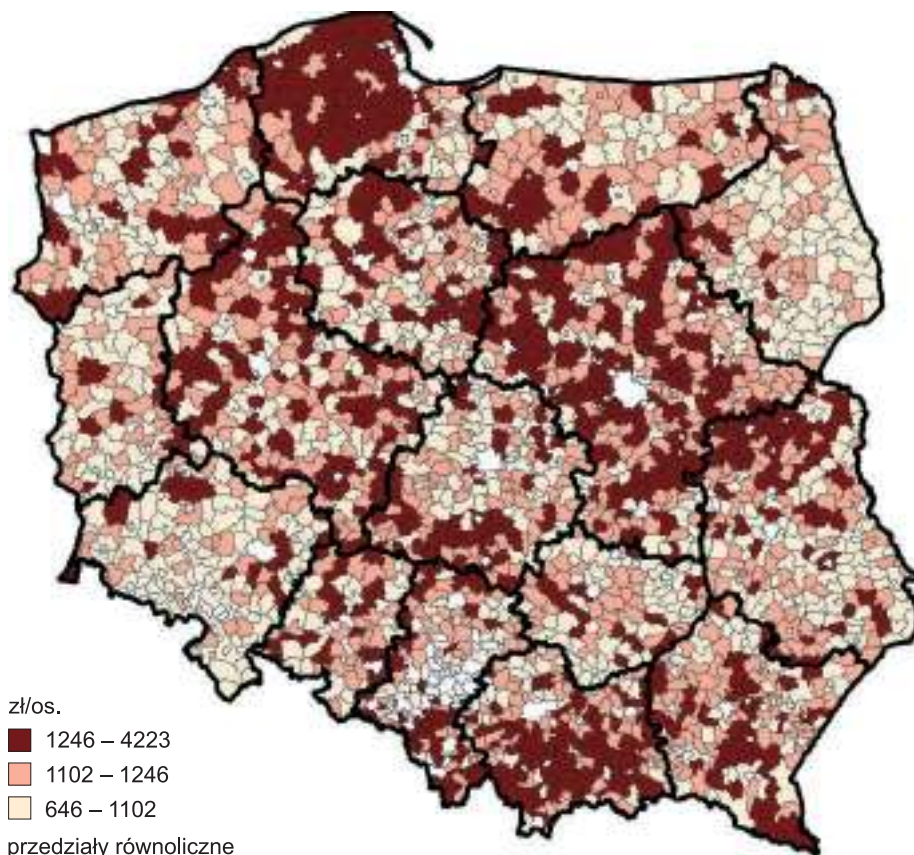 zł/os.
1246 – 4223
1102 – 1246
646 – 1102
przedziały równoliczne